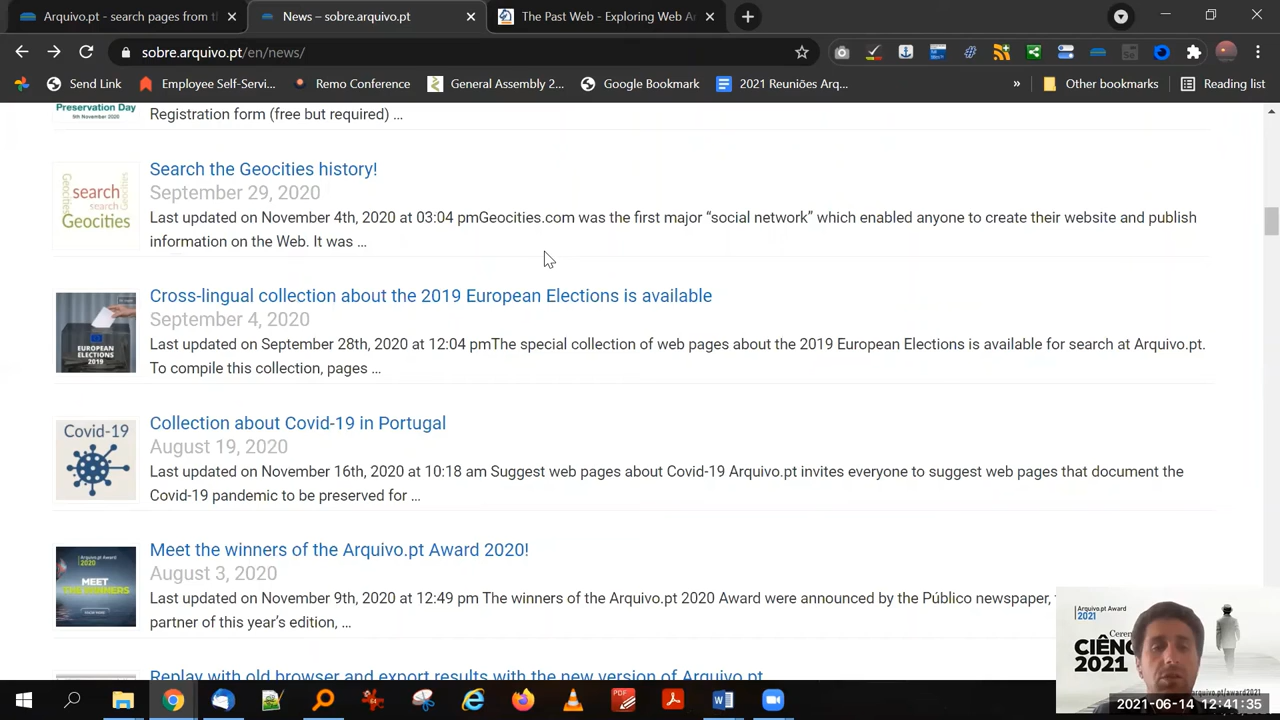 Arquivo.pt - search pages from t
News – sobre.arquivo.pt
The Past Web - Exploring Web Ar
sobre.arquivo.pt/en/news/
Send Link
Employee Self-Servi...
Remo Conference
General Assembly 2...
Google Bookmark
2021 Reuniões Arq...
»
Other bookmarks
Reading list
Preservation Day
5th November 2020
Registration form (free but required) ...
Geocities
search
search
Geocities
Geocities
Search the Geocities history!
September 29, 2020
Last updated on November 4th, 2020 at 03:04 pmGeocities.com was the first major “social network” which enabled anyone to create their website and publish
information on the Web. It was ...
EUROPEAN
ELECTIONS
2019
Cross-lingual collection about the 2019 European Elections is available
September 4, 2020
Last updated on September 28th, 2020 at 12:04 pmThe special collection of web pages about the 2019 European Elections is available for search at Arquivo.pt.
To compile this collection, pages ...
Covid-19
Collection about Covid-19 in Portugal
August 19, 2020
Last updated on November 16th, 2020 at 10:18 am Suggest web pages about Covid-19 Arquivo.pt invites everyone to suggest web pages that document the
Covid-19 pandemic to be preserved for ...
Arquivo.pt Award
2020
MEET
THE WINNERS
Meet the winners of the Arquivo.pt Award 2020!
August 3, 2020
Last updated on November 9th, 2020 at 12:49 pm The winners of the Arquivo.pt 2020 Award were announced by the Público newspaper,
partner of this year's edition, ...
Replay with old browser and export results with the new version of Arquivo.pt
Arquivo.pt Award
2021
Cerem
CIÊNC
2021
rquivo.pt/award2021
2021-06-14 12:41:35